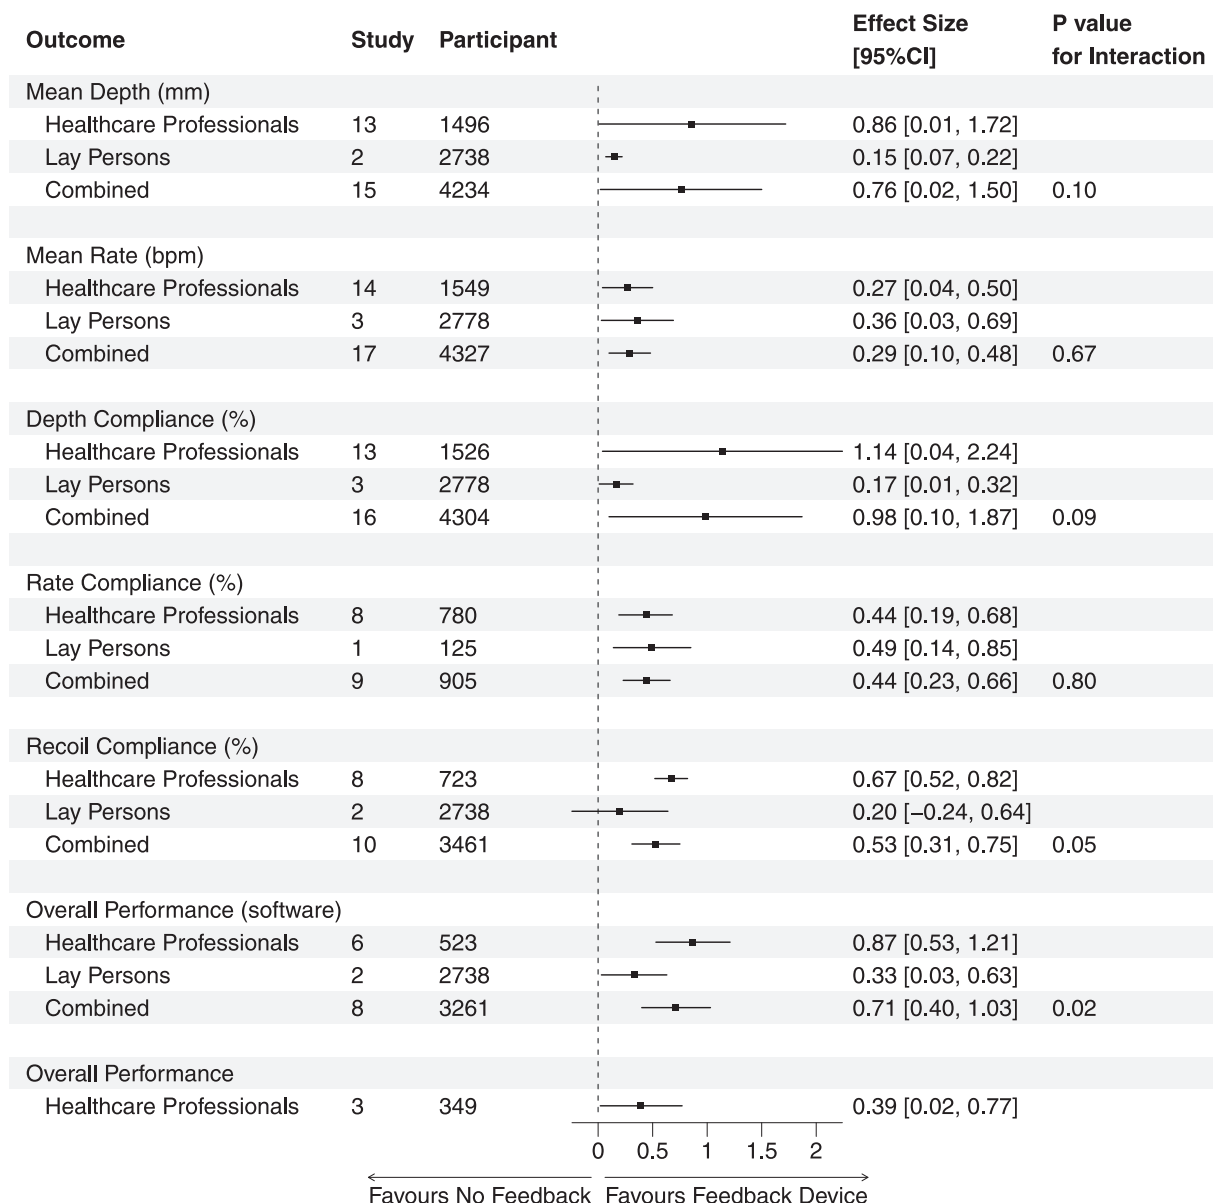 Outcome Study Participant Effect Size [95%CI] P value for Interaction
Mean Depth (mm)
Healthcare Professionals 13 1496 0.86 [0.01, 1.72]
Lay Persons 2 2738 0.15 [0.07, 0.22]
Combined 15 4234 0.76 [0.02, 1.50] 0.10
Mean Rate (bpm)
Healthcare Professionals 14 1549 0.27 [0.04, 0.50]
Lay Persons 3 2778 0.36 [0.03, 0.69]
Combined 17 4327 0.29 [0.10, 0.48] 0.67
Depth Compliance (%)
Healthcare Professionals 13 1526 1.14 [0.04, 2.24]
Lay Persons 3 2778 0.17 [0.01, 0.32]
Combined 16 4304 0.98 [0.10, 1.87] 0.09
Rate Compliance (%)
Healthcare Professionals 8 780 0.44 [0.19, 0.68]
Lay Persons 1 125 0.49 [0.14, 0.85]
Combined 9 905 0.44 [0.23, 0.66] 0.80
Recoil Compliance (%)
Healthcare Professionals 8 723 0.67 [0.52, 0.82]
Lay Persons 2 2738 0.20 [−0.24, 0.64]
Combined 10 3461 0.53 [0.31, 0.75] 0.05
Overall Performance (software)
Healthcare Professionals 6 523 0.87 [0.53, 1.21]
Lay Persons 2 2738 0.33 [0.03, 0.63]
Combined 8 3261 0.71 [0.40, 1.03] 0.02
Overall Performance
Healthcare Professionals 3 349 0.39 [0.02, 0.77]
0 0.5 1 1.5 2
Favours No Feedback Favours Feedback Device